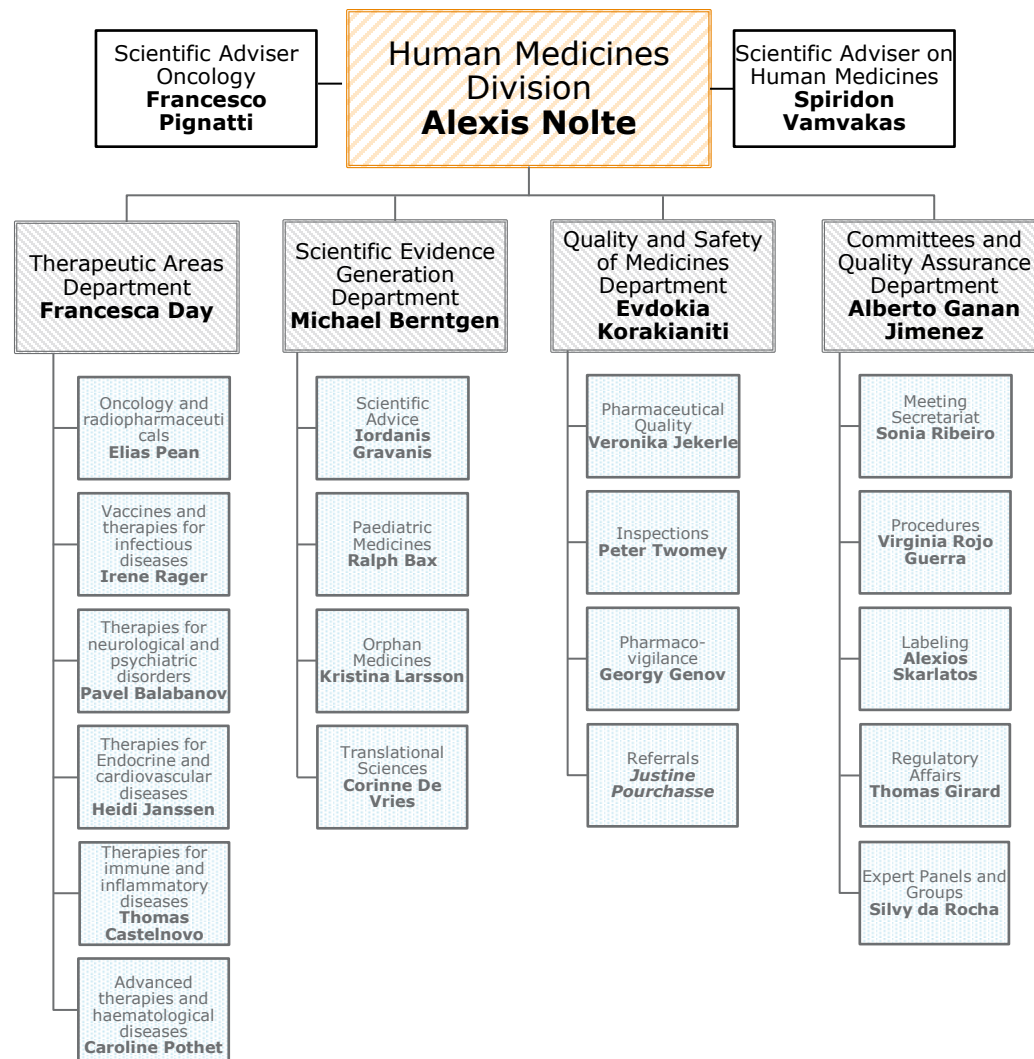 Scientific Adviser
Oncology
Francesco
Pignatti
Human Medicines
Division
Alexis Nolte
Scientific Adviser on
Human Medicines
Spiridon
Vamvakas
Therapeutic Areas
Department
Francesca Day
Scientific Evidence
Generation
Department
Michael Berntgen
Quality and Safety
of Medicines
Department
Evdokia
Korakianiti
Committees and
Quality Assurance
Department
Alberto Ganan
Jimenez
Oncology and
radiopharmaceuti
cals
Elias Pean
Vaccines and
therapies for
infectious
diseases
Irene Rager
Therapies for
neurological and
psychiatric
disorders
Pavel Balabanov
Therapies for
Endocrine and
cardiovascular
diseases
Heidi Janssen
Therapies for
immune and
inflammatory
diseases
Thomas
Castelnovo
Advanced
therapies and
haematological
diseases
Caroline Pothet
Scientific
Advice
Iordanis
Gravanis
Paediatric
Medicines
Ralph Bax
Orphan
Medicines
Kristina Larsson
Translational
Sciences
Corinne De
Vries
Pharmaceutical
Quality
Veronika Jekerle
Inspections
Peter Twomey
Pharmaco-
vigilance
Georgy Genov
Referrals
Justine
Pourchasse
Meeting
Secretariat
Sonia Ribeiro
Procedures
Virginia Rojo
Guerra
Labeling
Alexios
Skarlatos
Regulatory
Affairs
Thomas Girard
Expert Panels and
Groups
Silvy da Rocha